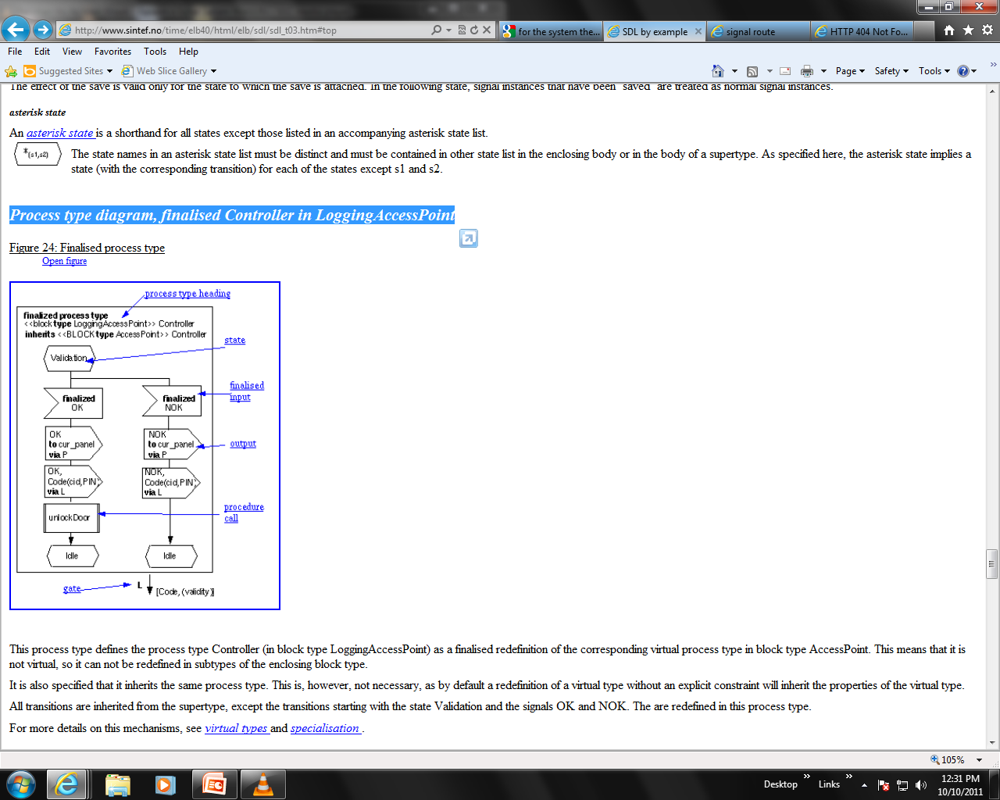 http://www.sintef.no/time/elb40/html/elb/sdl/sdl_t03.htm#top
for the system the...
SDL by example
signal route
HTTP 404 Not Fo...
File Edit View Favorites Tools Help
Suggested Sites
Web Slice Gallery
Page
Safety
Tools
The effect of the save is valid only for the state to which the save is attached. In the following state, signal instances that have been "saved" are treated as normal signal instances.
asterisk state
An asterisk state is a shorthand for all states except those listed in an accompanying asterisk state list.
*(s1,s2)
The state names in an asterisk state list must be distinct and must be contained in other state list in the enclosing body or in the body of a supertype. As specified here, the asterisk state implies a
state (with the corresponding transition) for each of the states except s1 and s2.
Process type diagram, finalised Controller in LoggingAccessPoint
Figure 24: Finalised process type
Open figure
process type heading
finalized process type
<<block type LoggingAccessPoint>> Controller
inherits <<BLOCK type AccessPoint>> Controller
state
Validation
finalised
input
finalized
OK
finalized
NOK
OK
to cur_panel
via P
NOK
to cur_panel
via P
output
OK,
Code(cid,PIN)
via L
NOK,
Code(cid,PIN)
via L
procedure
call
unlockDoor
Idle
Idle
gate
L
[Code, (validity)]
This process type defines the process type Controller (in block type LoggingAccessPoint) as a finalised redefinition of the corresponding virtual process type in block type AccessPoint. This means that it is
not virtual, so it can not be redefined in subtypes of the enclosing block type.
It is also specified that it inherits the same process type. This is, however, not necessary, as by default a redefinition of a virtual type without an explicit constraint will inherit the properties of the virtual type.
All transitions are inherited from the supertype, except the transitions starting with the state Validation and the signals OK and NOK. The are redefined in this process type.
For more details on this mechanisms, see virtual types and specialisation .
105%
Desktop
Links
12:31 PM
10/10/2011